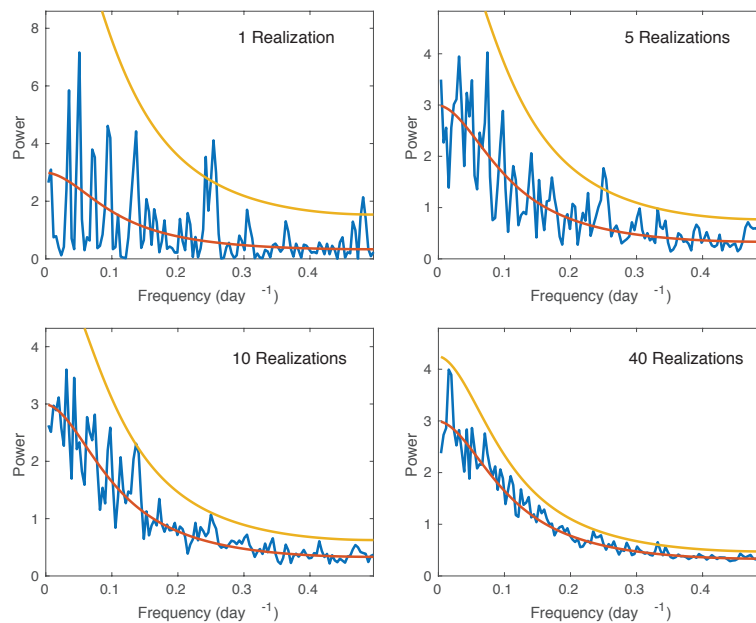 1 Realization
Power
8
6
4
2
0
0 0.1 0.2 0.3 0.4
Frequency (day -1)
5 Realizations
Power
4
3
2
1
0
0 0.1 0.2 0.3 0.4
Frequency (day -1)
10 Realizations
Power
4
3
2
1
0
0 0.1 0.2 0.3 0.4
Frequency (day -1)
40 Realizations
Power
4
3
2
1
0
0 0.1 0.2 0.3 0.4
Frequency (day -1)